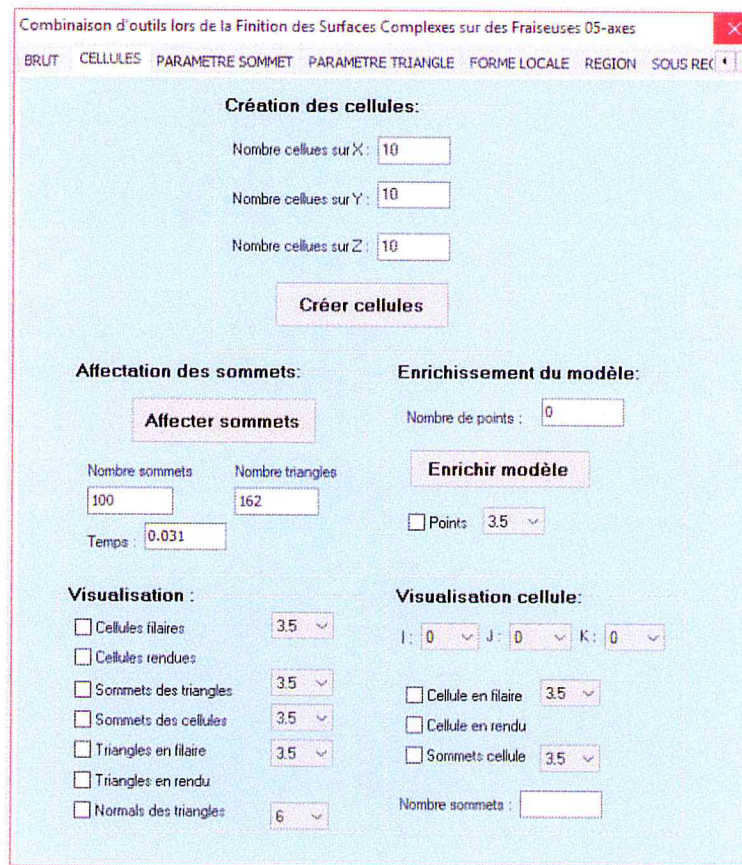 Combinaison d'outils lors de la Finition des Surfaces Complexes sur des Fraiseuses 05-axes
BRUT CELLULES PARAMETRE SOMMET PARAMETRE TRIANGLE FORME LOCALE REGION SOUS REG
Création des cellules:
Nombre cellues sur X : 10
Nombre cellues sur Y : 10
Nombre cellues sur Z : 10
Créer cellules
Affectation des sommets:
Affecter sommets
Nombre sommets Nombre triangles
100 162
Temps : 0.031
Enrichissement du modèle:
Nombre de points : 0
Enrichir modèle
Points 3.5
Visualisation :
Cellules filaires 3.5
Cellules rendues
Sommets des triangles 3.5
Sommets des cellules 3.5
Triangles en filaire 3.5
Triangles en rendu
Normals des triangles 6
Visualisation cellule:
I : 0 J : 0 K : 0
Cellule en filaire 3.5
Cellule en rendu
Sommets cellule 3.5
Nombre sommets :